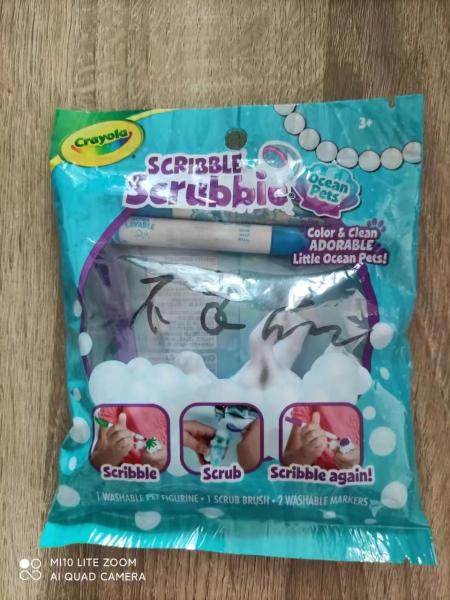 Crayola
3+
SCRIBBLE
Scrubbie
Ocean
Pets
Color & Clean
ADORABLE
Little Ocean Pets!
Scribble
Scrub
Scribble again!
1 WASHABLE PET FIGURINE • 1 SCRUB BRUSH • 2 WASHABLE MARKERS
MI10 LITE ZOOM
AI QUAD CAMERA